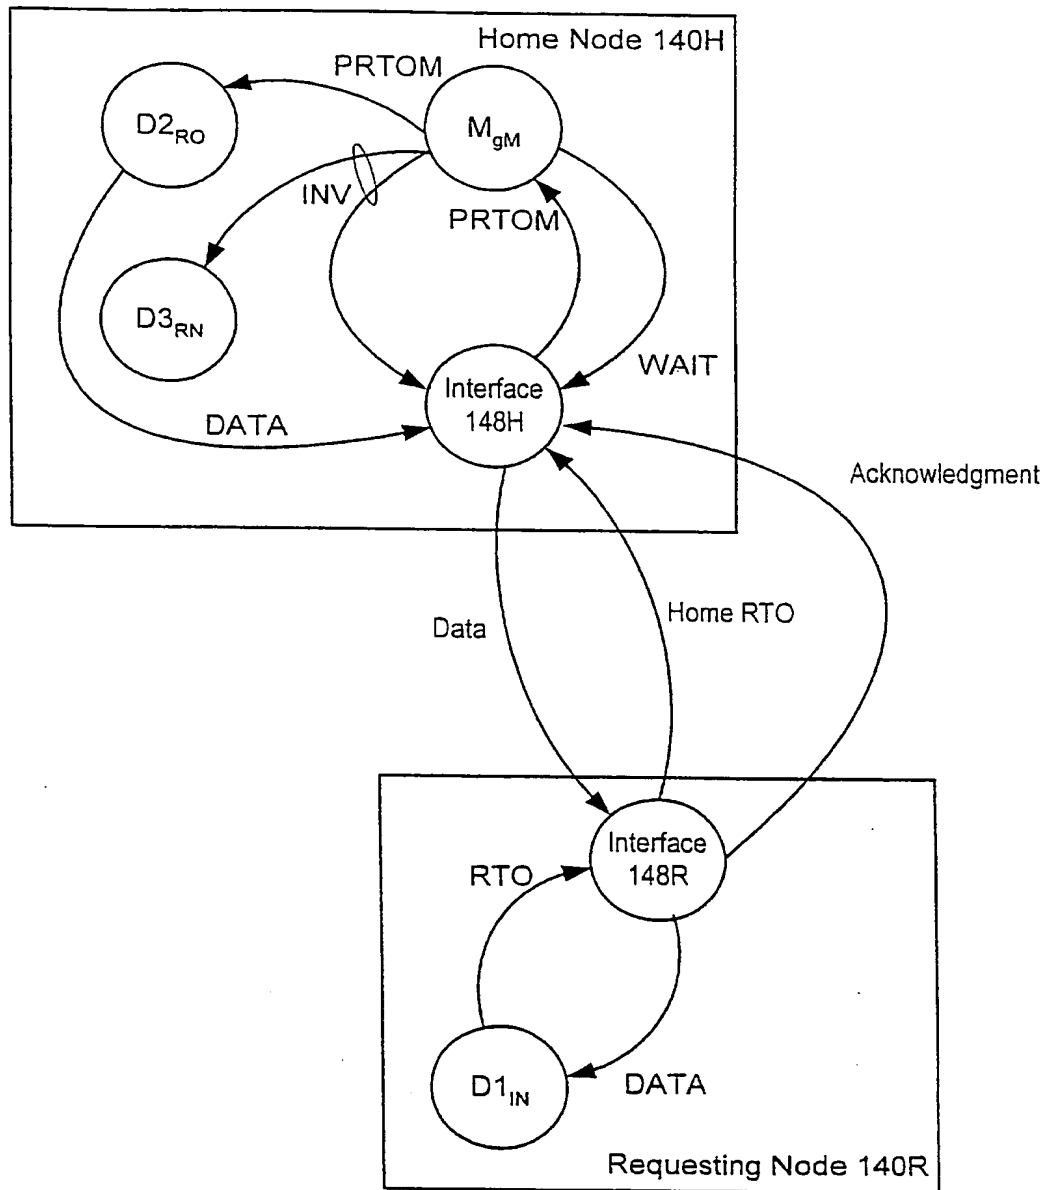 Home Node 140H
PRTOM
D2RO
MgM
INV
PRTOM
D3RN
WAIT
Interface
148H
DATA
Acknowledgment
Data
Home RTO
Interface
148R
RTO
D1IN
DATA
Requesting Node 140R